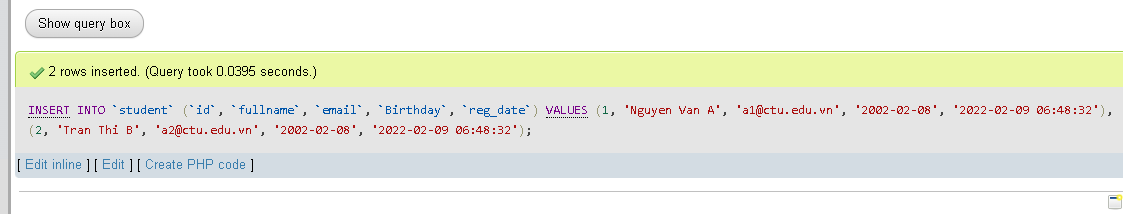 Show query box
2 rows inserted. (Query took 0.0395 seconds.)
INSERT INTO `student` (`id`, `fullname`, `email`, `Birthday`, `reg_date`) VALUES (1, 'Nguyen Van A', 'a1@ctu.edu.vn', '2002-02-08', '2022-02-09 06:48:32'),
(2, 'Tran Thi B', 'a2@ctu.edu.vn', '2002-02-08', '2022-02-09 06:48:32');
[ Edit inline ] [ Edit ] [ Create PHP code ]